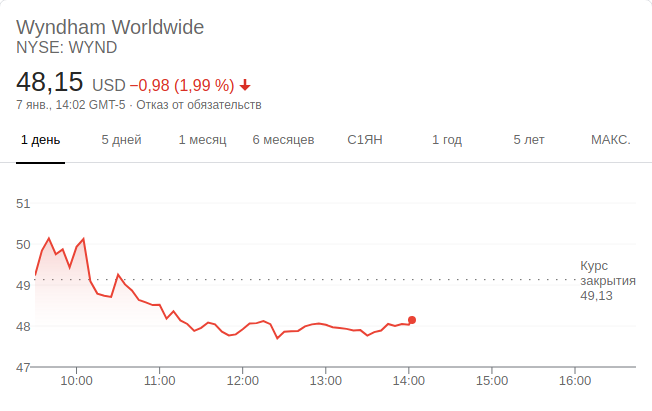 Wyndham Worldwide
NYSE: WYND
48,15 USD −0,98 (1,99 %)
7 янв., 14:02 GMT-5 · Отказ от обязательств
1 день 5 дней 1 месяц 6 месяцев С1ЯН 1 год 5 лет МАКС.
51
50
Курс
закрытия
49,13
49
48
47
10:00 11:00 12:00 13:00 14:00 15:00 16:00